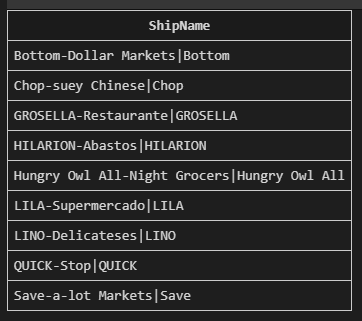 ShipName
Bottom-Dollar Markets|Bottom
Chop-suey Chinese|Chop
GROSELLA-Restaurante|GROSELLA
HILARION-Abastos|HILARION
Hungry Owl All-Night Grocers|Hungry Owl All
LILA-Supermercado|LILA
LINO-Delicateses|LINO
QUICK-Stop|QUICK
Save-a-lot Markets|Save